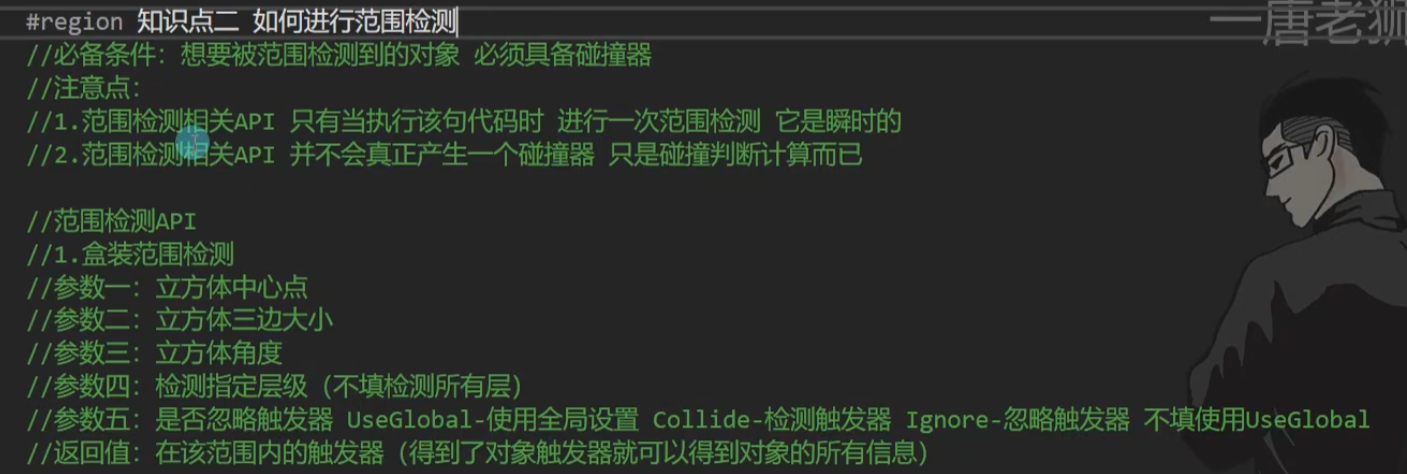 #region 知识点二 如何进行范围检测
一唐老狮
//必备条件：想要被范围检测到的对象 必须具备碰撞器
//注意点：
//1.范围检测相关API 只有当执行该句代码时 进行一次范围检测 它是瞬时的
//2.范围检测相关API 并不会真正产生一个碰撞器 只是碰撞判断计算而已
//范围检测API
//1.盒装范围检测
//参数一：立方体中心点
//参数二：立方体三边大小
//参数三：立方体角度
//参数四：检测指定层级（不填检测所有层）
//参数五：是否忽略触发器 UseGlobal-使用全局设置 Collide-检测触发器 Ignore-忽略触发器 不填使用UseGlobal
//返回值：在该范围内的触发器（得到了对象触发器就可以得到对象的所有信息）